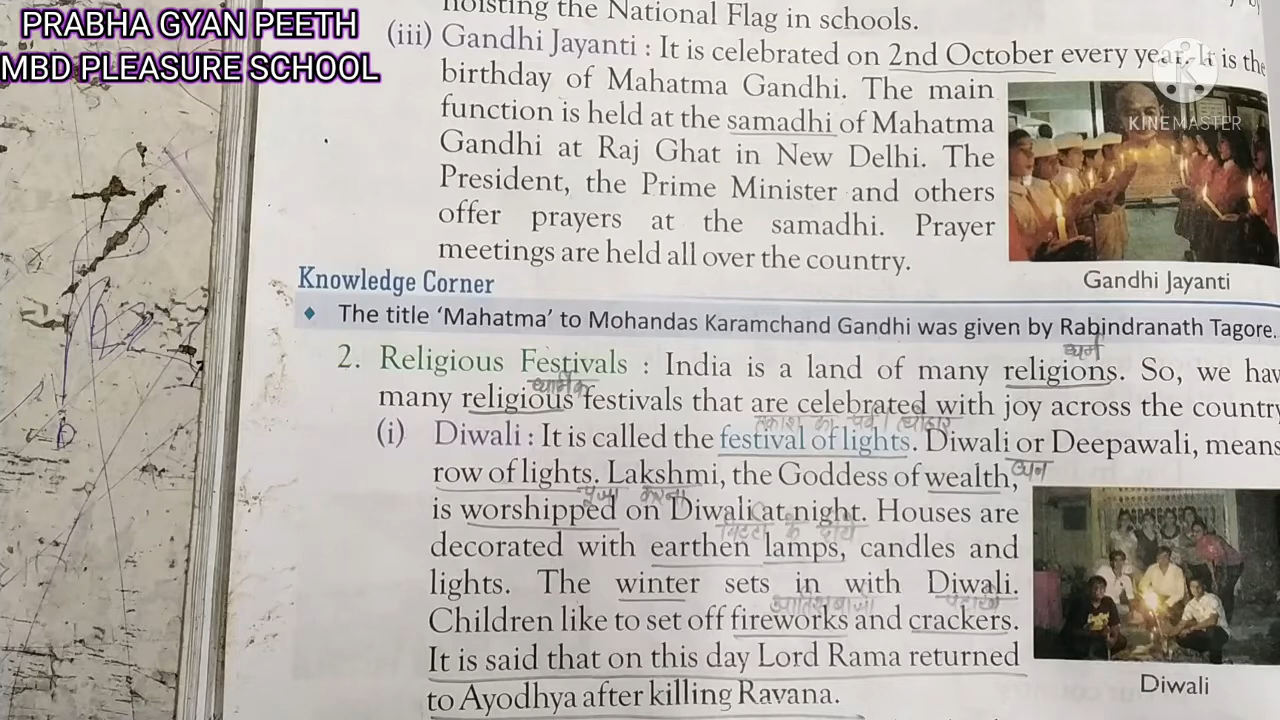 PRABHA GYAN PEETH
MBD PLEASURE SCHOOL
hoisting the National Flag in schools.
(iii) Gandhi Jayanti : It is celebrated on 2nd October every year. It is the
birthday of Mahatma Gandhi. The main
function is held at the samadhi of Mahatma
Gandhi at Raj Ghat in New Delhi. The
President, the Prime Minister and others
offer prayers at the samadhi. Prayer
meetings are held all over the country.
KINEMASTER
Gandhi Jayanti
Knowledge Corner
♦ The title ‘Mahatma’ to Mohandas Karamchand Gandhi was given by Rabindranath Tagore.
धर्म
2. Religious Festivals : India is a land of many religions. So, we hav
धार्मिक
many religious festivals that are celebrated with joy across the country
प्रकाश का पर्व। त्योहार
(i) Diwali : It is called the festival of lights. Diwali or Deepawali, means
row of lights. Lakshmi, the Goddess of wealth, धन
पूजा करना
is worshipped on Diwali at night. Houses are
मिट्टी के दीये
decorated with earthen lamps, candles and
lights. The winter sets in with Diwali.
आतिशबाजी पटाखे
Children like to set off fireworks and crackers.
It is said that on this day Lord Rama returned
to Ayodhya after killing Ravana.
Diwali